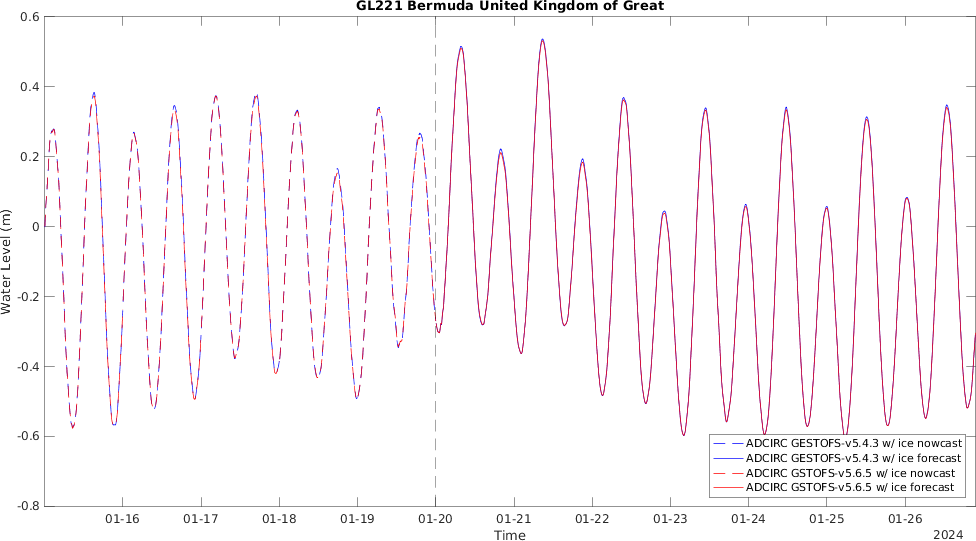 GL221 Bermuda United Kingdom of Great
0.6
0.4
0.2
0
-0.2
-0.4
-0.6
-0.8
Water Level (m)
01-16 01-17 01-18 01-19 01-20 01-21 01-22 01-23 01-24 01-25 01-26
Time
2024
ADCIRC GESTOFS-v5.4.3 w/ ice nowcast
ADCIRC GESTOFS-v5.4.3 w/ ice forecast
ADCIRC GSTOFS-v5.6.5 w/ ice nowcast
ADCIRC GSTOFS-v5.6.5 w/ ice forecast